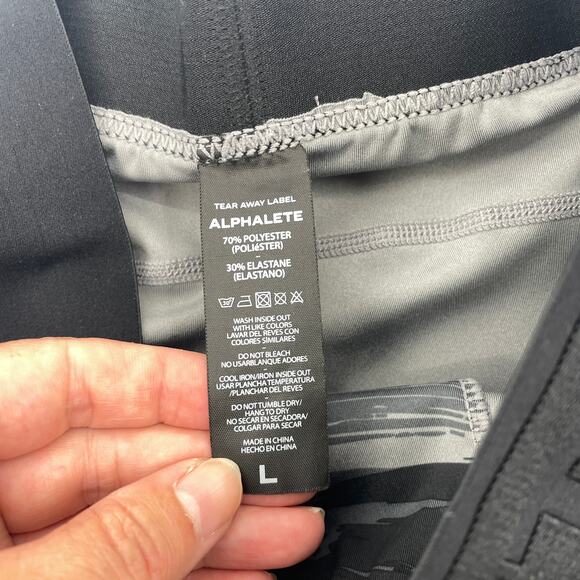 TEAR AWAY LABEL
ALPHALETE
70% POLYESTER
(POLIéSTER)
–
30% ELASTANE
(ELASTANO)
30
WASH INSIDE OUT
WITH LIKE COLORS
LAVAR DEL REVES CON
COLORES SIMILARES
–
DO NOT BLEACH
NO USARBLANQUEADORES
–
COOL IRON/IRON INSIDE OUT
USAR PLANCHA TEMPERATURA
/PLANCHAR DEL REVES)
–
DO NOT TUMBLE DRY/
HANG TO DRY
NO SECAR EN SECADORA/
COLGAR PARA SECAR
–
MADE IN CHINA
HECHO EN CHINA
L